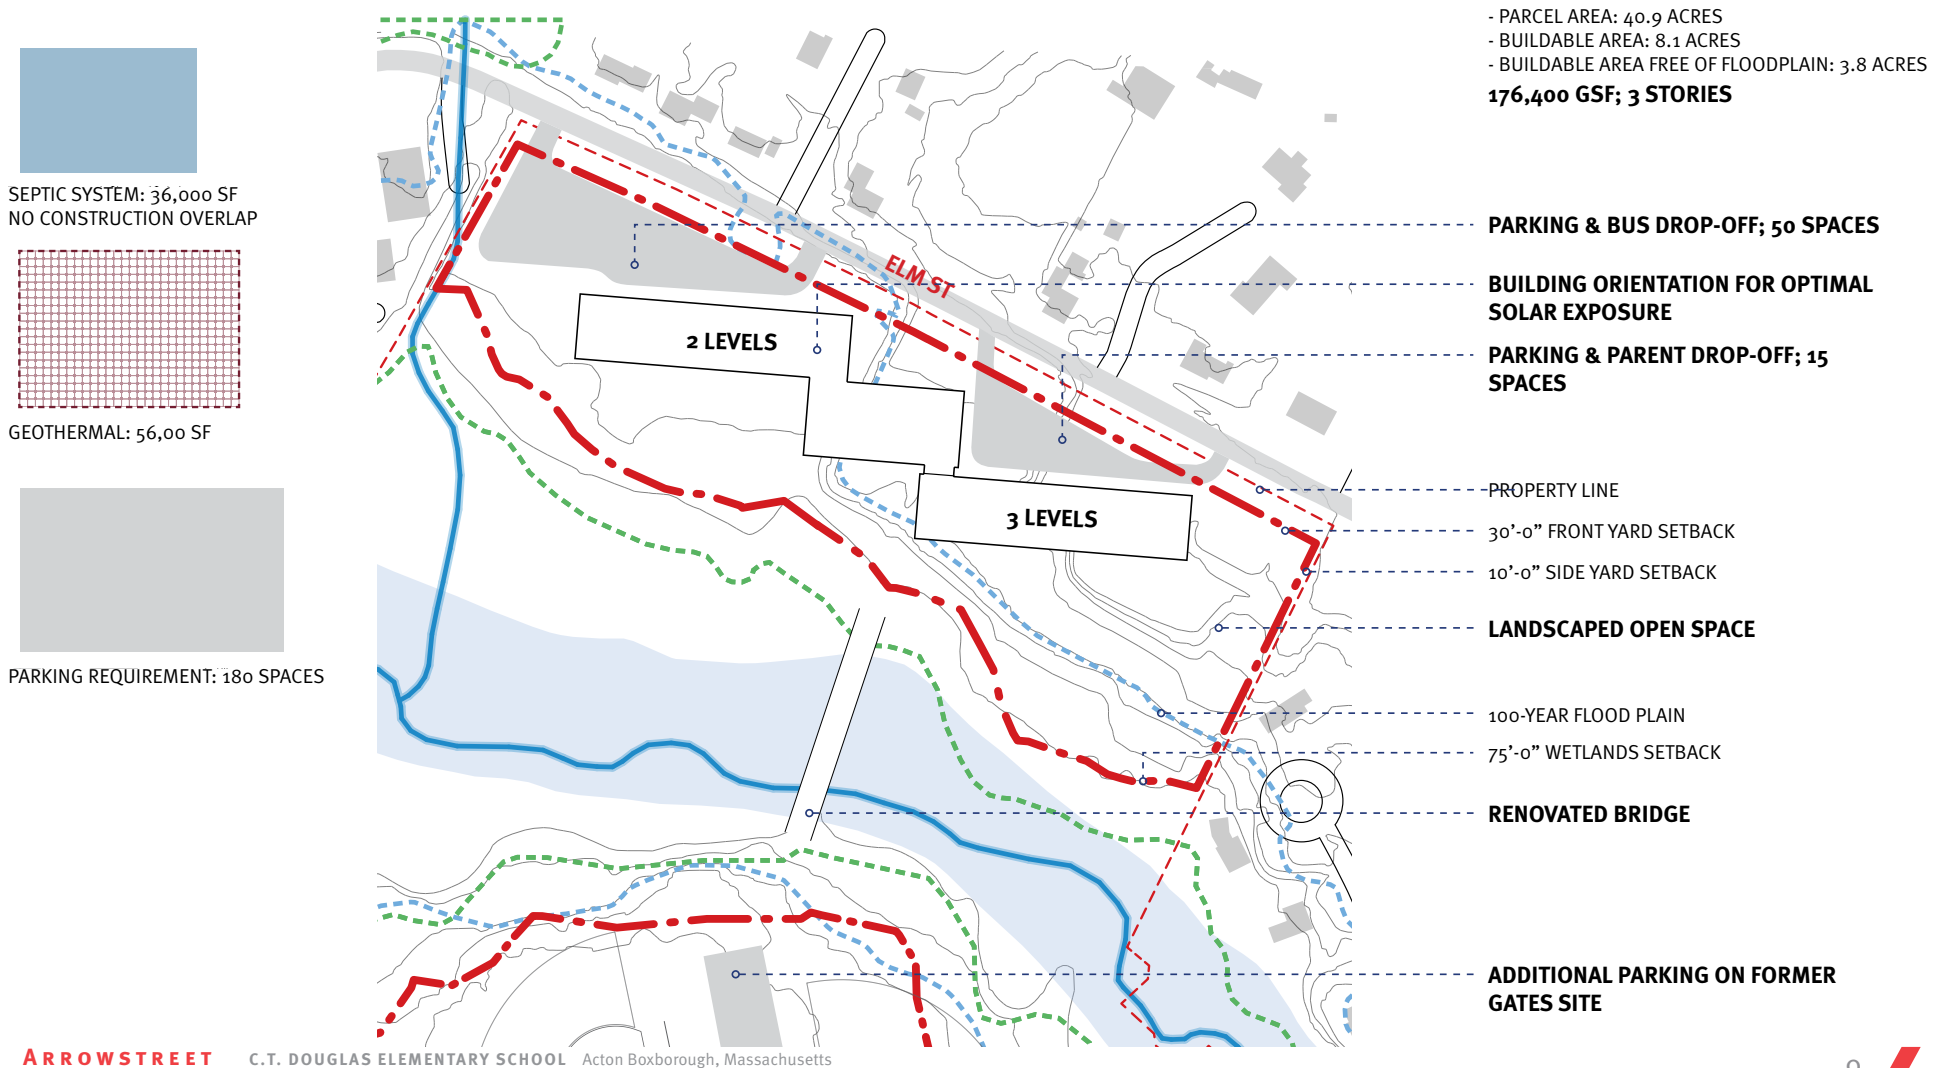 - PARCEL AREA: 40.9 ACRES
- BUILDABLE AREA: 8.1 ACRES
- BUILDABLE AREA FREE OF FLOODPLAIN: 3.8 ACRES
176,400 GSF; 3 STORIES
SEPTIC SYSTEM: 36,000 SF
NO CONSTRUCTION OVERLAP
GEOTHERMAL: 56,00 SF
PARKING REQUIREMENT: 180 SPACES
ELM ST
2 LEVELS
3 LEVELS
PARKING & BUS DROP-OFF; 50 SPACES
BUILDING ORIENTATION FOR OPTIMAL
SOLAR EXPOSURE
PARKING & PARENT DROP-OFF; 15
SPACES
PROPERTY LINE
30'-0" FRONT YARD SETBACK
10'-0" SIDE YARD SETBACK
LANDSCAPED OPEN SPACE
100-YEAR FLOOD PLAIN
75'-0" WETLANDS SETBACK
RENOVATED BRIDGE
ADDITIONAL PARKING ON FORMER
GATES SITE
ARROWSTREET C.T. DOUGLAS ELEMENTARY SCHOOL Acton Boxborough, Massachusetts